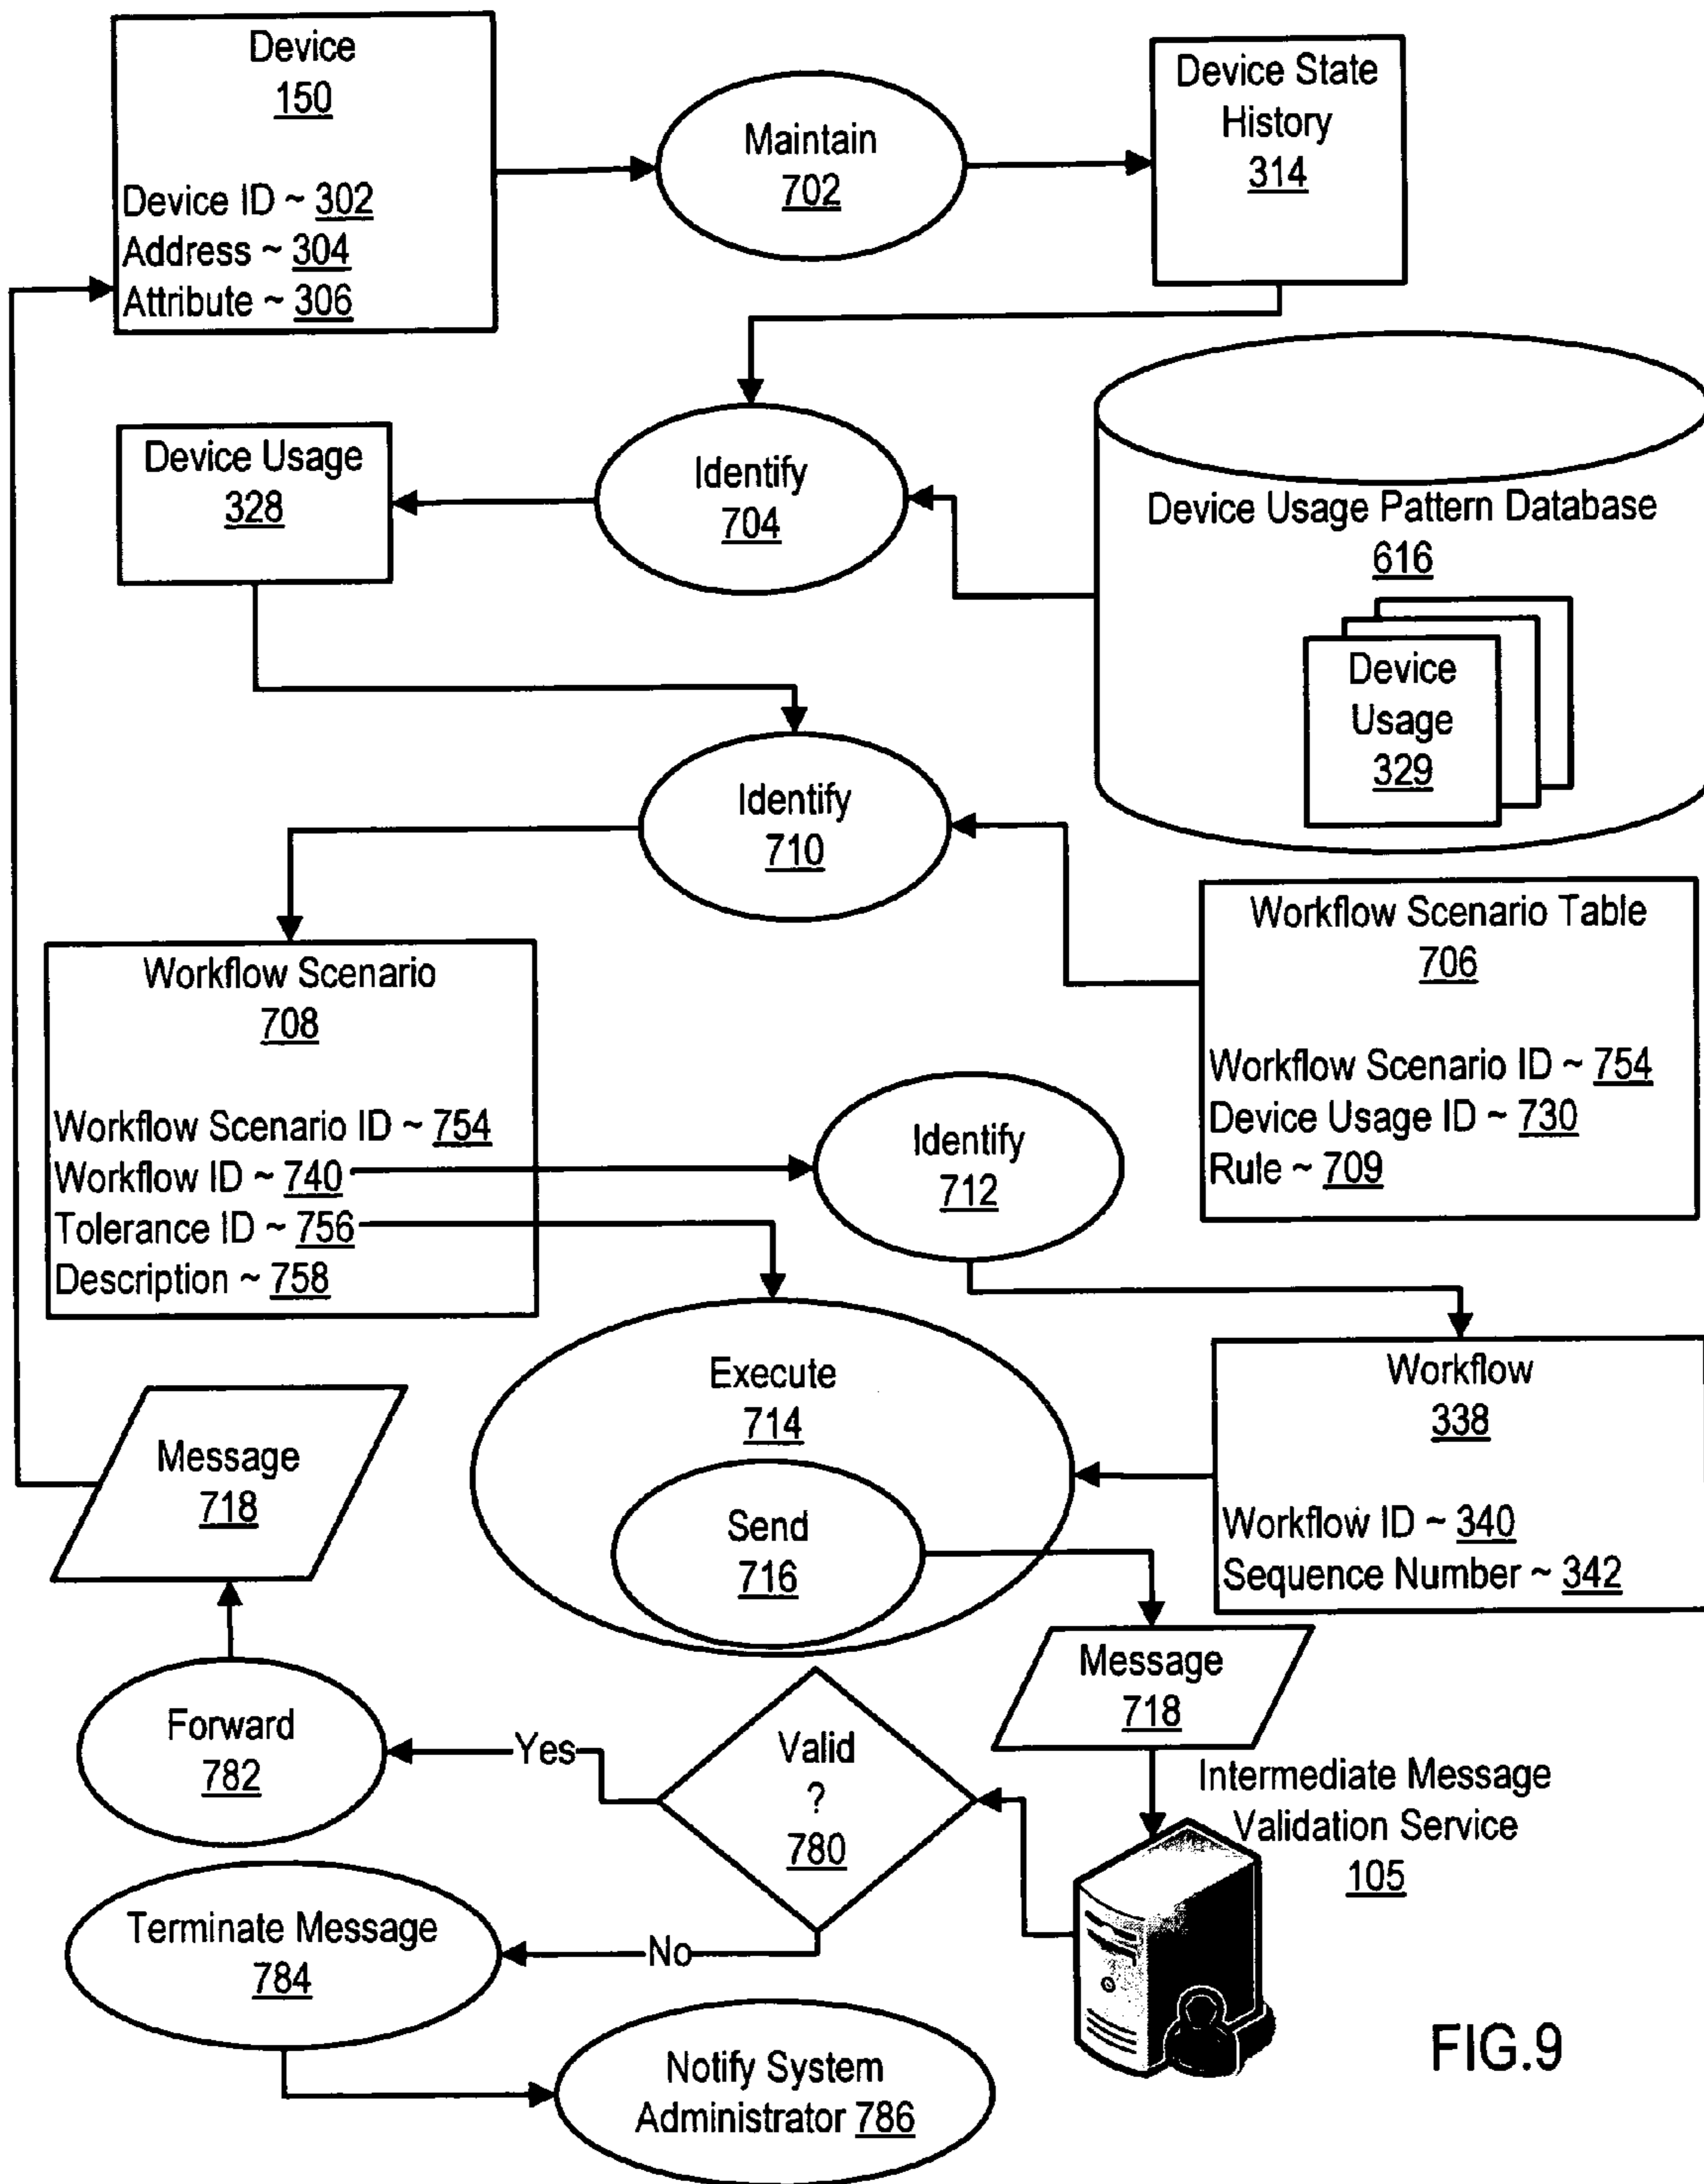 Device
150
Device ID ~ 302
Address ~ 304
Attribute ~ 306
Maintain
702
Device State
History
314
Device Usage
328
Identify
704
Device Usage Pattern Database
616
Device
Usage
329
Identify
710
Workflow Scenario Table
706
Workflow Scenario ID ~ 754
Device Usage ID ~ 730
Rule ~ 709
Workflow Scenario
708
Workflow Scenario ID ~ 754
Workflow ID ~ 740
Tolerance ID ~ 756
Description ~ 758
Identify
712
Execute
714
Send
716
Workflow
338
Workflow ID ~ 340
Sequence Number ~ 342
Message
718
Message
718
Forward
782
Yes
Valid
?
780
Intermediate Message
Validation Service
105
Terminate Message
784
No
Notify System
Administrator 786
FIG.9